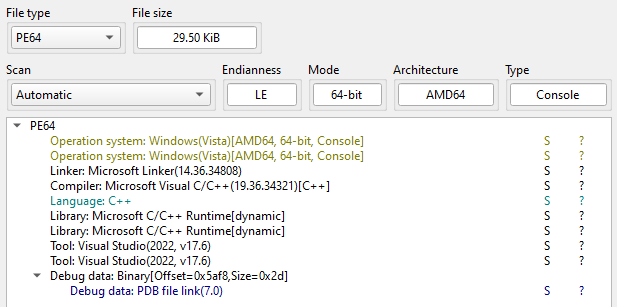 File type File size
PE64 29.50 KiB
Scan Endianness Mode Architecture Type
Automatic LE 64-bit AMD64 Console
PE64
Operation system: Windows(Vista)[AMD64, 64-bit, Console] S ?
Operation system: Windows(Vista)[AMD64, 64-bit, Console] S ?
Linker: Microsoft Linker(14.36.34808) S ?
Compiler: Microsoft Visual C/C++(19.36.34321)[C++] S ?
Language: C++ S ?
Library: Microsoft C/C++ Runtime[dynamic] S ?
Library: Microsoft C/C++ Runtime[dynamic] S ?
Tool: Visual Studio(2022, v17.6) S ?
Tool: Visual Studio(2022, v17.6) S ?
Debug data: Binary[Offset=0x5af8,Size=0x2d]
Debug data: PDB file link(7.0) S ?